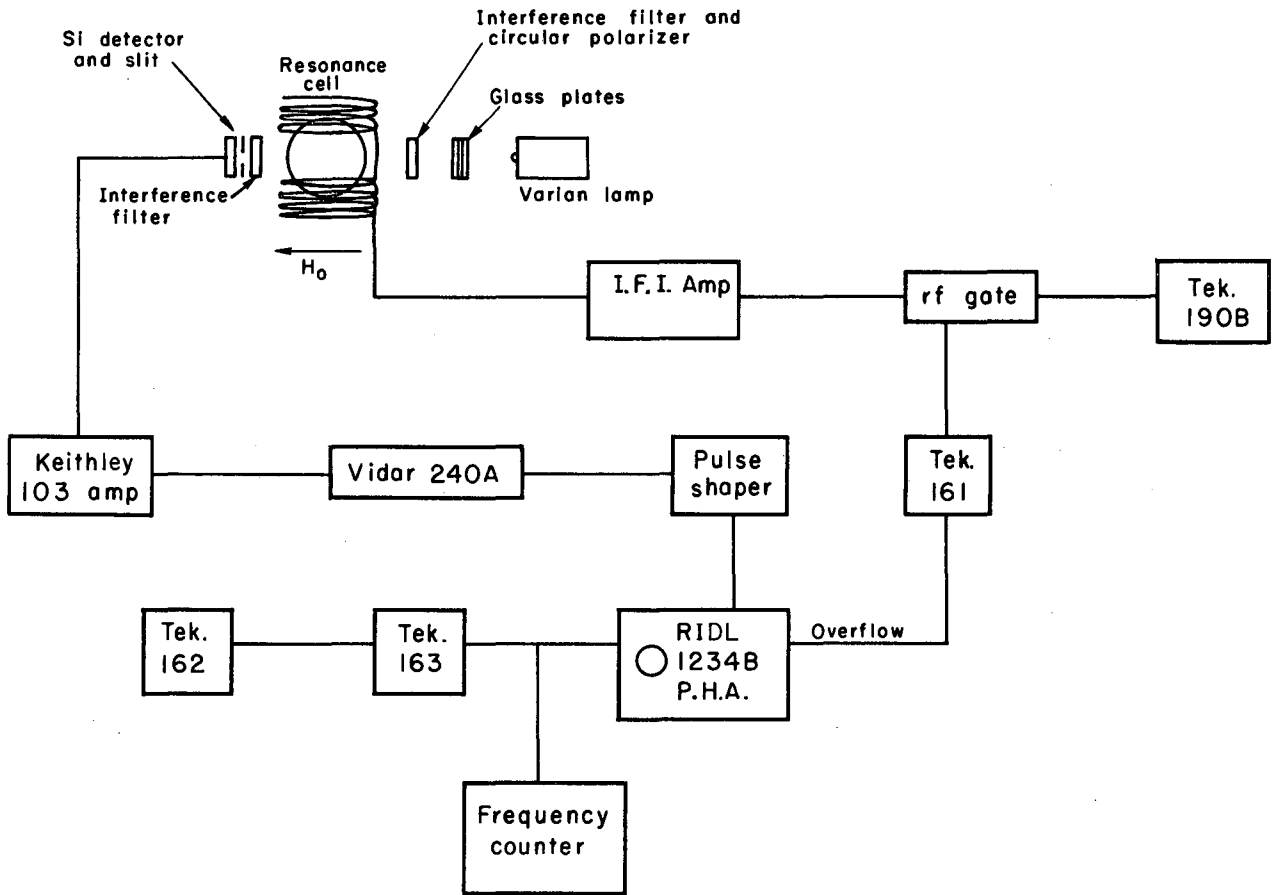 Interference filter and
circular polarizer
Si detector
and slit
Resonance
cell
Glass plates
Interference
filter
Varian lamp
H₀
I.F.I. Amp
rf gate
Tek.
190B
Keithley
103 amp
Vidar 240A
Pulse
shaper
Tek.
161
Tek.
162
Tek.
163
RIDL
1234B
P.H.A.
Overflow
Frequency
counter